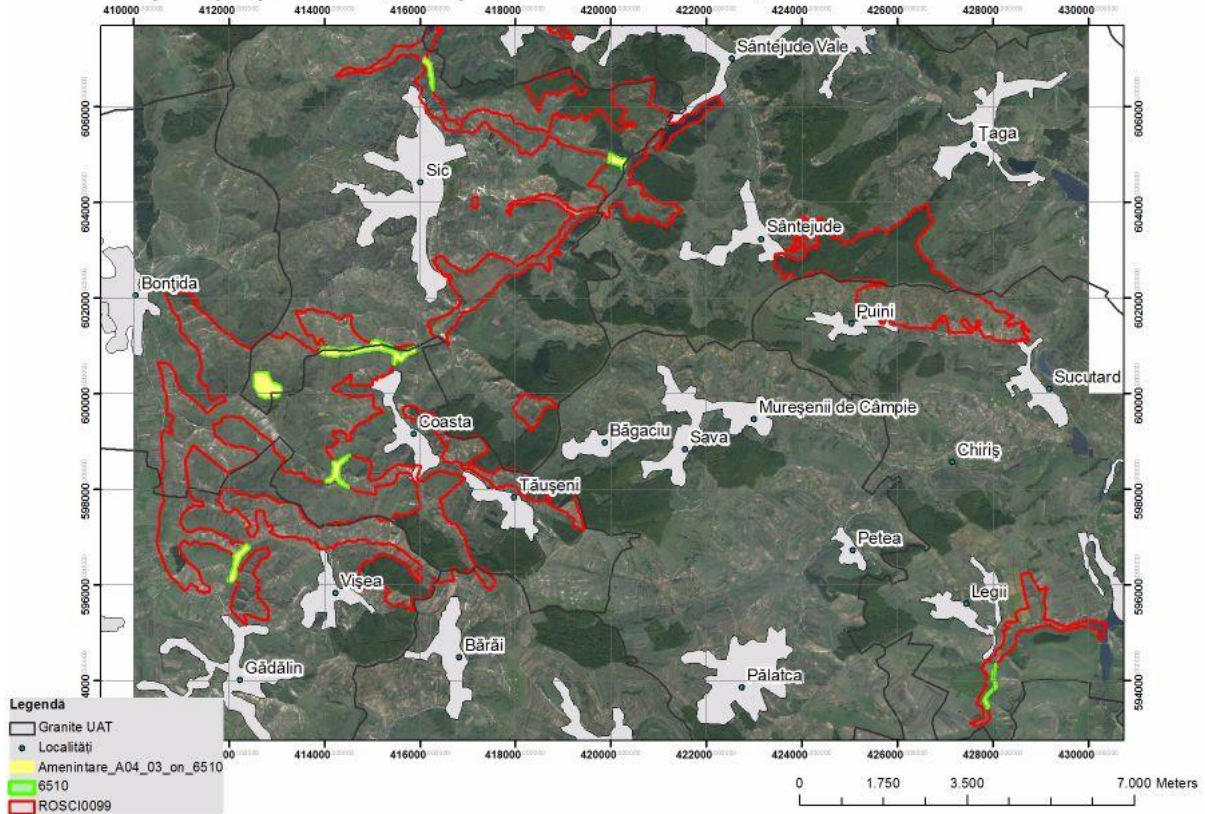 410000 412000 414000 416000 418000 420000 422000 424000 426000 428000 430000
Sântejude Vale
606000 606000
Țaga
Sic
604000 604000
Sântejude
Bonțida
602000 602000
Puini
Sucutard
600000 600000
Mureșenii de Câmpie
Coasta
Băgaciu
Sava
Chiriș
598000 598000
Tăușeni
Petea
596000 596000
Vișea
Legii
Bărăi
Gădălin
Pălatca
4000 594000
Legendă
Granite UAT
Localități
Amenintare_A04_03_on_6510
6510
ROSCI0099
12000 414000 416000 418000 420000 422000 424000 426000 428000 430000
0 1.750 3.500 7.000 Meters